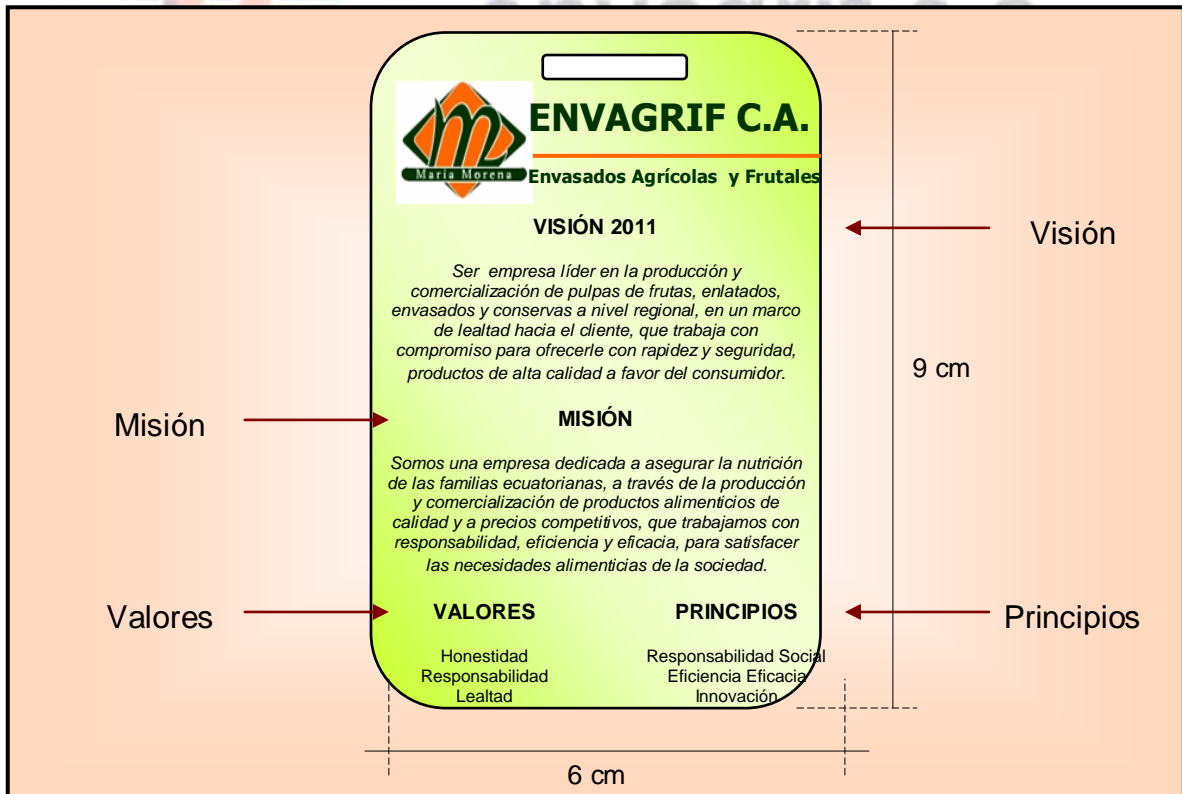 ENVAGRIF C.A.
Maria Morena
Envasados Agrícolas y Frutales
VISIÓN 2011
Visión
Ser empresa líder en la producción y
comercialización de pulpas de frutas, enlatados,
envasados y conservas a nivel regional, en un marco
de lealtad hacia el cliente, que trabaja con
compromiso para ofrecerle con rapidez y seguridad,
productos de alta calidad a favor del consumidor.
9 cm
Misión
MISIÓN
Somos una empresa dedicada a asegurar la nutrición
de las familias ecuatorianas, a través de la producción
y comercialización de productos alimenticios de
calidad y a precios competitivos, que trabajamos con
responsabilidad, eficiencia y eficacia, para satisfacer
las necesidades alimenticias de la sociedad.
Valores
VALORES
Honestidad
Responsabilidad
Lealtad
PRINCIPIOS
Responsabilidad Social
Eficiencia Eficacia
Innovación
Principios
6 cm